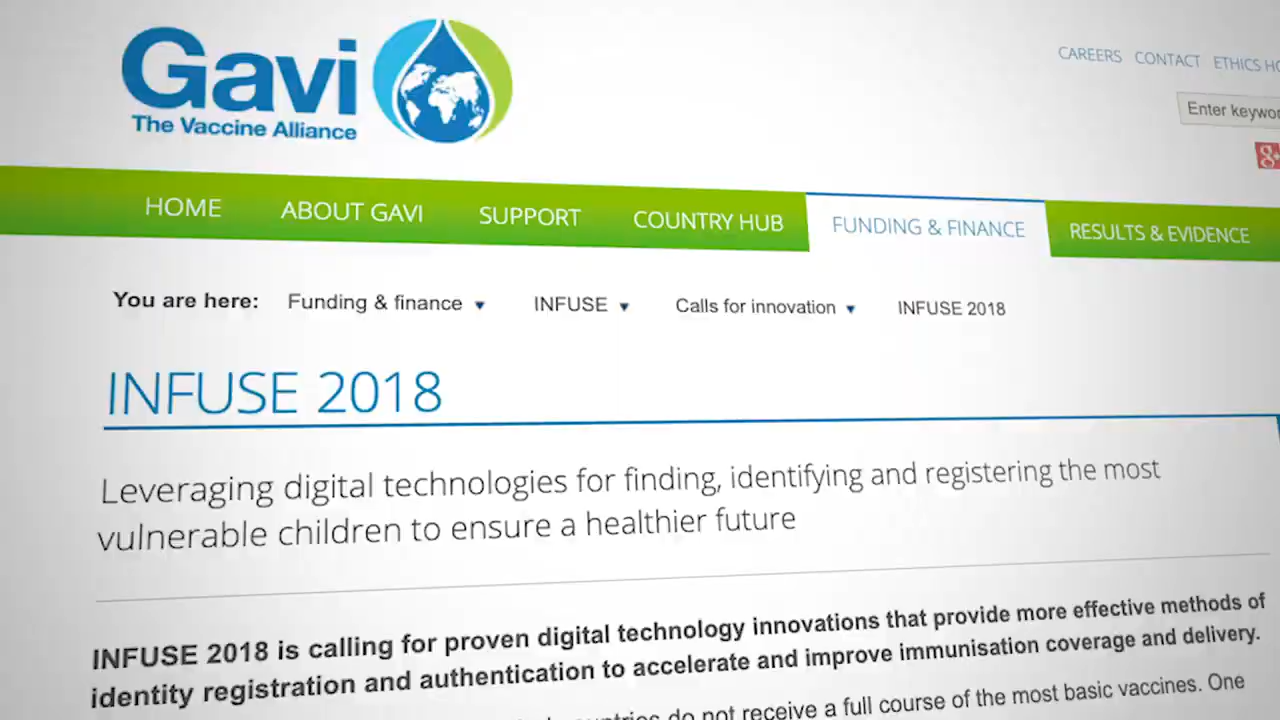 Gavi
The Vaccine Alliance
CAREERS CONTACT ETHICS
Enter
HOME ABOUT GAVI SUPPORT COUNTRY HUB FUNDING & FINANCE RESULTS & EVIDENCE
You are here: Funding & finance INFUSE Calls for innovation INFUSE 2018
INFUSE 2018
Leveraging digital technologies for finding, identifying and registering the most
vulnerable children to ensure a healthier future
INFUSE 2018 is calling for proven digital technology innovations that provide more effective methods of
identity registration and authentication to accelerate and improve immunisation coverage and delivery.
do not receive a full course of the most basic vaccines. One